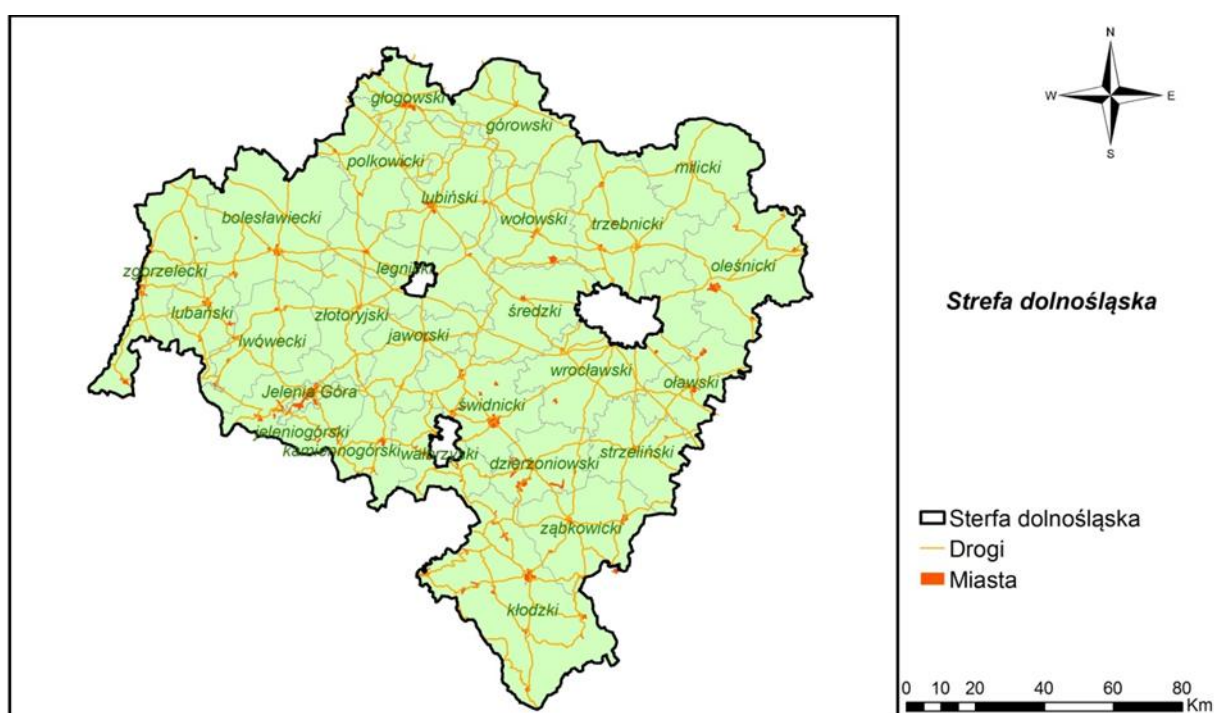 głogowski
górowski
polkowicki
milicki
lubiński
bolesławiecki
wołowski
trzebnicki
zgorzelecki
legnicki
oleśnicki
lubański
złotoryjski
średzki
lwówecki
jaworski
wrocławski
oławski
Jelenia Góra
świdnicki
jeleniogórski
kamiennogórski
wałbrzyski
dzierżoniowski
strzeliński
ząbkowicki
kłodzki
N
W
E
S
Strefa dolnośląska
Sterfa dolnośląska
Drogi
Miasta
0 10 20 40 60 80
Km